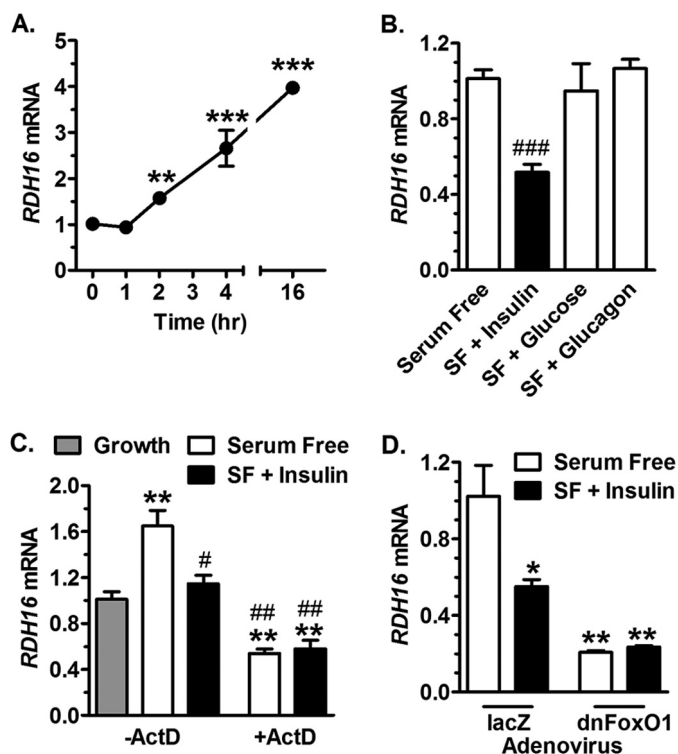 A.
RDH16 mRNA
5
4
3
2
1
0
**
***
***
0 1 2 3 4 16
Time (hr)
B.
RDH16 mRNA
1.2
0.8
0.4
0.0
###
Serum Free
SF + Insulin
SF + Glucose
SF + Glucagon
C.
Growth
Serum Free
SF + Insulin
RDH16 mRNA
2.0
1.6
1.2
0.8
0.4
0.0
**
#
##
**
##
**
-ActD +ActD
D.
Serum Free
SF + Insulin
RDH16 mRNA
1.2
0.8
0.4
0.0
*
**
**
lacZ dnFoxO1
Adenovirus